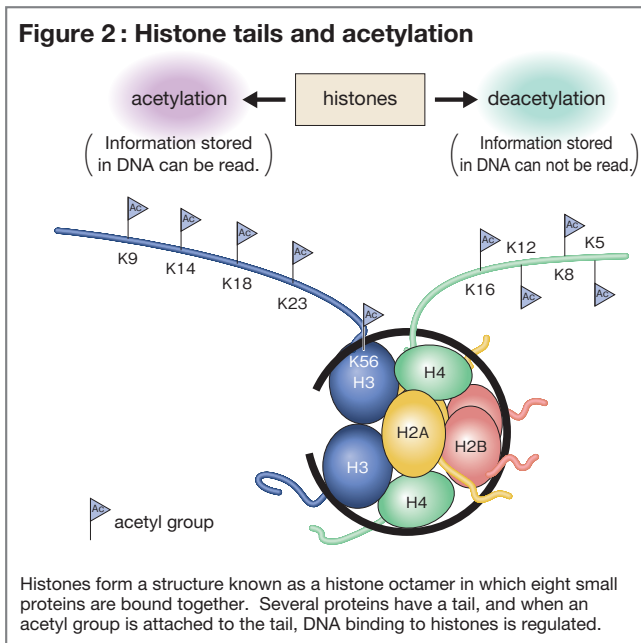 Figure 2 : Histone tails and acetylation
acetylation
histones
deacetylation
(Information stored
in DNA can be read.)
(Information stored
in DNA can not be read.)
Ac
Ac
Ac
Ac
Ac
Ac
Ac
Ac
Ac
K9
K14
K18
K23
K16
K12
K8
K5
K56
H3
H4
H2A
H2B
H3
H4
Ac
acetyl group
Histones form a structure known as a histone octamer in which eight small
proteins are bound together. Several proteins have a tail, and when an
acetyl group is attached to the tail, DNA binding to histones is regulated.